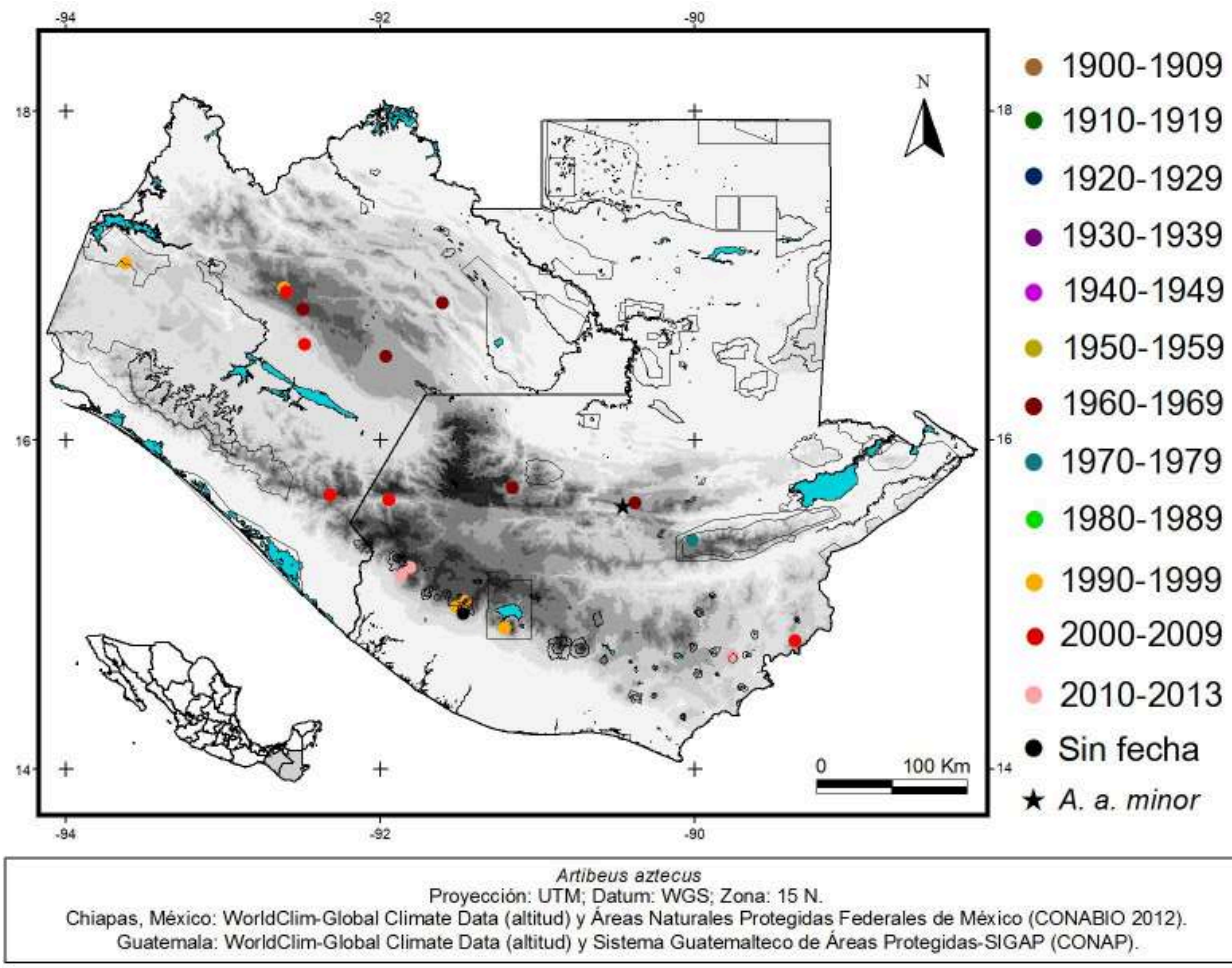 -94 -92 -90
N
18 18
16
14 14
-94 -92 -90
0 100 Km
1900-1909
1910-1919
1920-1929
1930-1939
1940-1949
1950-1959
1960-1969
1970-1979
1980-1989
1990-1999
2000-2009
2010-2013
Sin fecha
A. a. minor
Artibeus aztecus
Proyección: UTM; Datum: WGS; Zona: 15 N.
Chiapas, México: WorldClim-Global Climate Data (altitud) y Áreas Naturales Protegidas Federales de México (CONABIO 2012).
Guatemala: WorldClim-Global Climate Data (altitud) y Sistema Guatemalteco de Áreas Protegidas-SIGAP (CONAP).